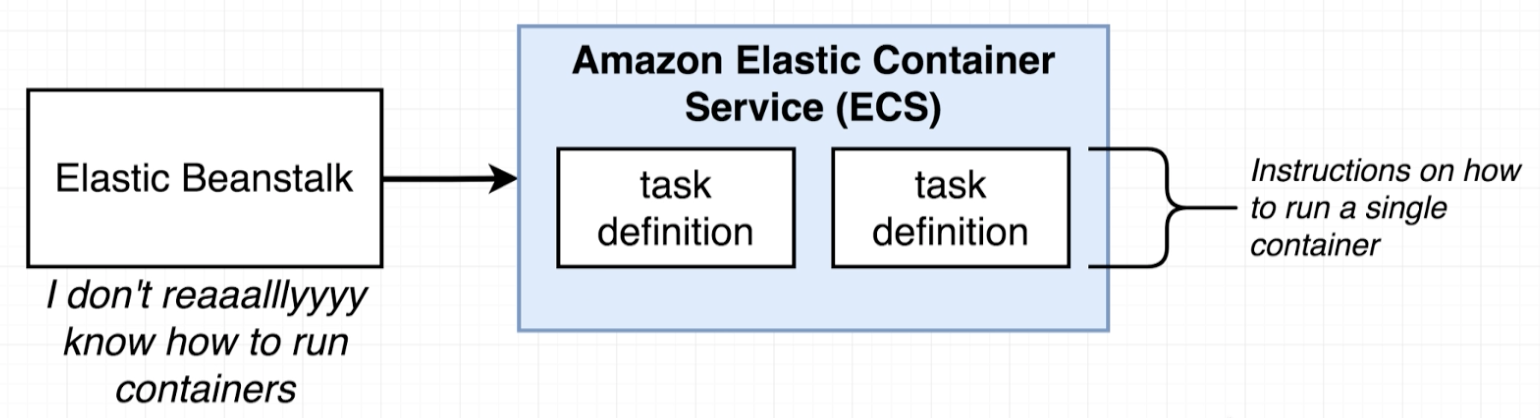 Amazon Elastic Container
Service (ECS)
Elastic Beanstalk
task
definition
task
definition
Instructions on how
to run a single
container
I don't reaaalllyyyy
know how to run
containers